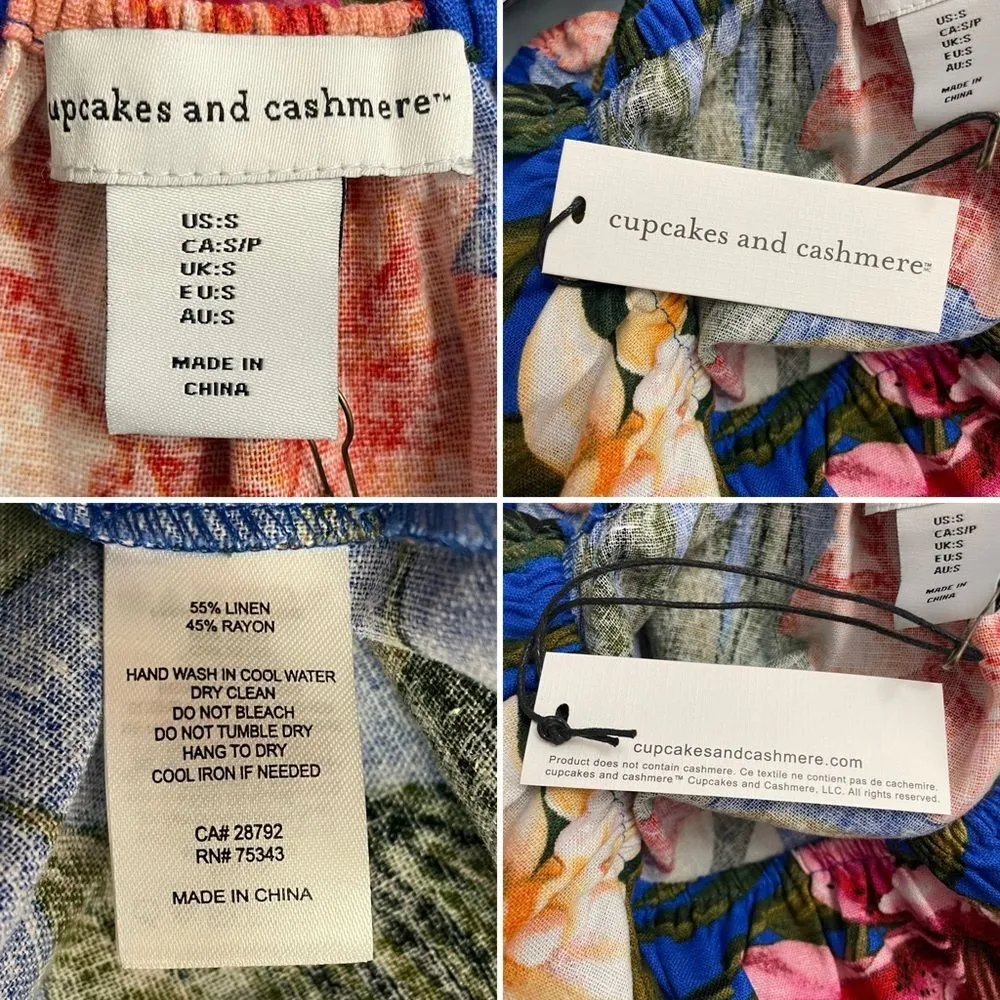 upcakes and cashmere™
US:S
CA:S/P
UK:S
EU:S
AU:S
MADE IN
CHINA
US:S
CA:S/P
UK:S
EU:S
AU:S
MADE IN
CHINA
cupcakes and cashmere™
55% LINEN
45% RAYON
HAND WASH IN COOL WATER
DRY CLEAN
DO NOT BLEACH
DO NOT TUMBLE DRY
HANG TO DRY
COOL IRON IF NEEDED
CA# 28792
RN# 75343
MADE IN CHINA
US:S
CA:S/P
UK:S
EU:S
AU:S
MADE IN
CHINA
cupcakesandcashmere.com
Product does not contain cashmere. Ce textile ne contient pas de cachemire.
cupcakes and cashmere™ Cupcakes and Cashmere, LLC. All rights reserved.